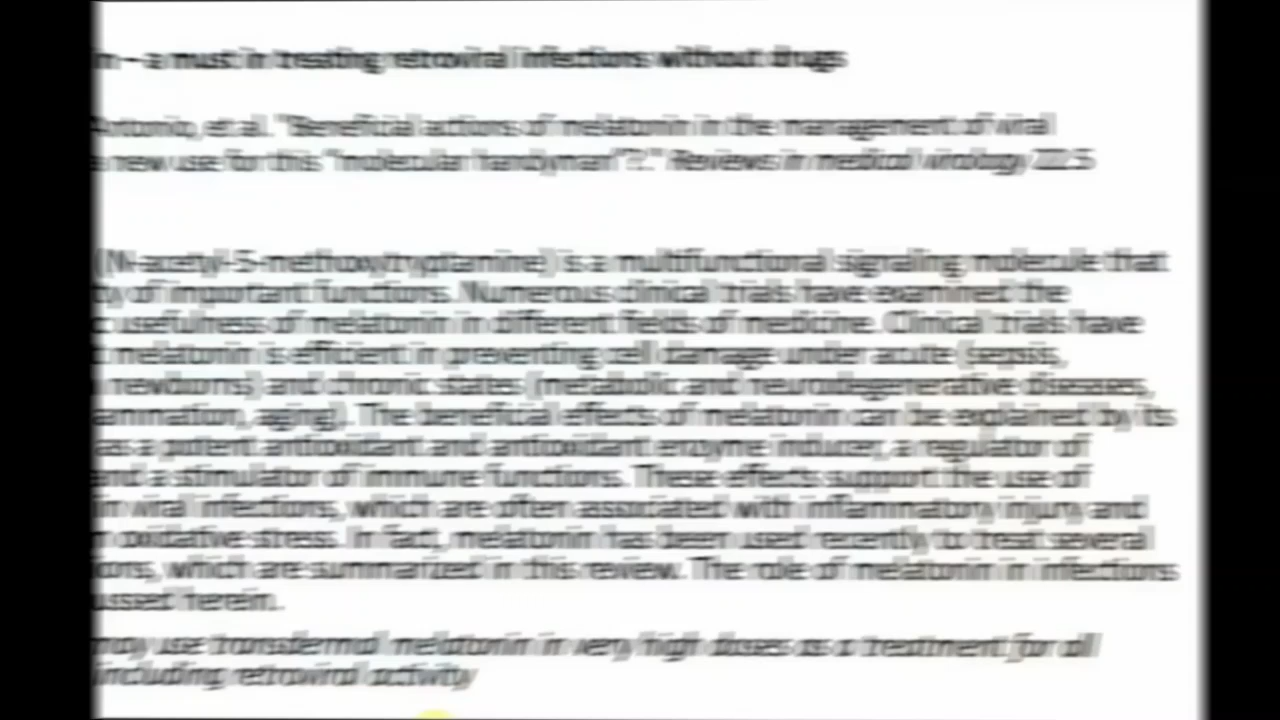 – a must in treating retroviral infections without drugs
Antonio, et al. "Beneficial actions of melatonin in the management of viral
a new use for this "molecular handyman"?." Reviews in medical virology 22.5
(N-acetyl-5-methoxytryptamine) is a multifunctional signaling molecule that
of important functions. Numerous clinical trials have examined the
usefulness of melatonin in different fields of medicine. Clinical trials have
melatonin is efficient in preventing cell damage under acute (sepsis,
newborns) and chronic states (metabolic and neurodegenerative diseases,
aging). The beneficial effects of melatonin can be explained by its
as a potent antioxidant and antioxidant enzyme inducer, a regulator of
and a stimulator of immune functions. These effects support the use of
in viral infections, which are often associated with inflammatory injury and
oxidative stress. In fact, melatonin has been used recently to treat several
which are summarized in this review. The role of melatonin in infections
herein.
may use transdermal melatonin in very high doses as a treatment for all
including retroviral activity